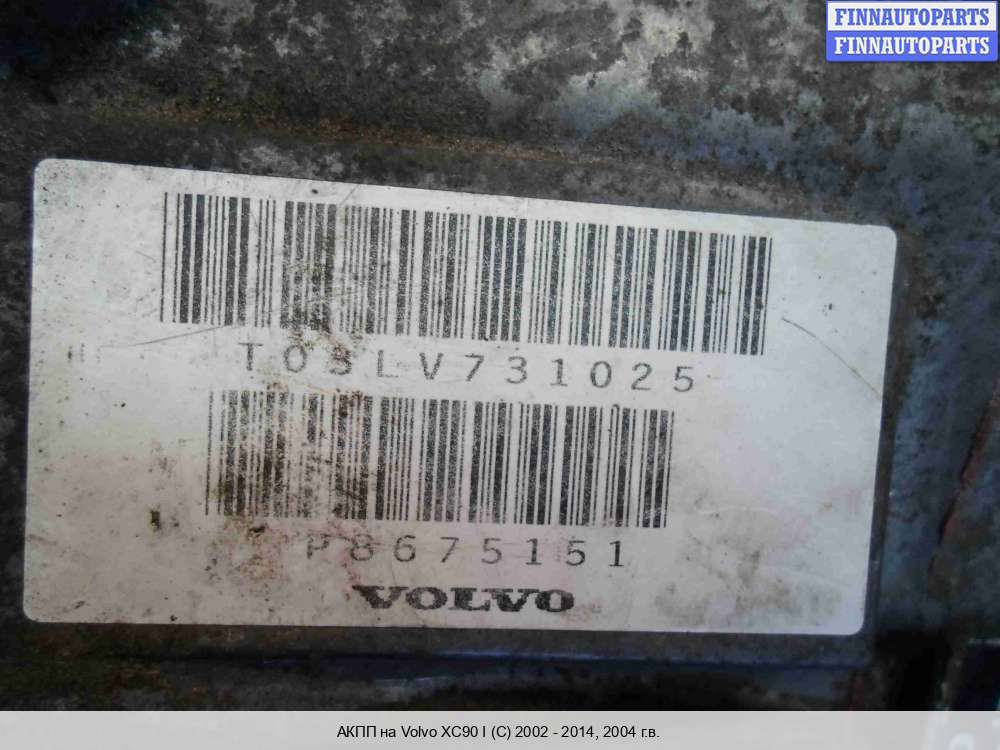 FINNAUTOPARTS
FINNAUTOPARTS
T03LV731025
P8675151
VOLVO
АКПП на Volvo XC90 I (C) 2002 - 2014, 2004 г.в.